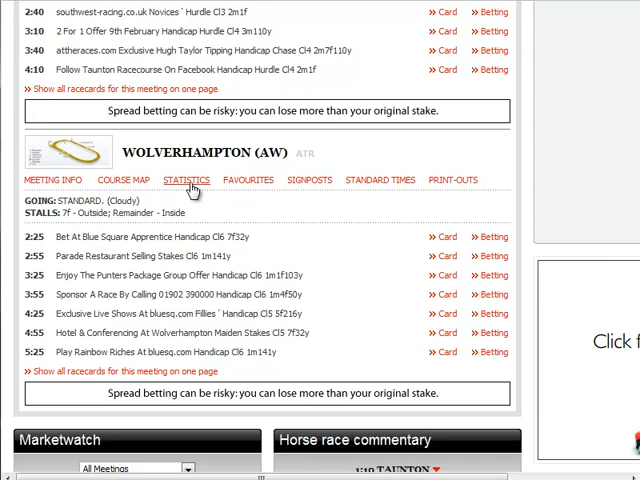 2:40 southwest-racing.co.uk Novices´ Hurdle Cl3 2m1f » Card » Betting
3:10 2 For 1 Offer 9th February Handicap Hurdle Cl4 3m110y » Card » Betting
3:40 attheraces.com Exclusive Hugh Taylor Tipping Handicap Chase Cl4 2m7f110y » Card » Betting
4:10 Follow Taunton Racecourse On Facebook Handicap Hurdle Cl4 2m1f » Card » Betting
» Show all racecards for this meeting on one page
Spread betting can be risky: you can lose more than your original stake.
WOLVERHAMPTON (AW) ATR
MEETING INFO COURSE MAP STATISTICS FAVOURITES SIGNPOSTS STANDARD TIMES PRINT-OUTS
GOING: STANDARD. (Cloudy)
STALLS: 7f - Outside; Remainder - Inside
2:25 Bet At Blue Square Apprentice Handicap Cl6 7f32y » Card » Betting
2:55 Parade Restaurant Selling Stakes Cl6 1m141y » Card » Betting
3:25 Enjoy The Punters Package Group Offer Handicap Cl6 1m1f103y » Card » Betting
3:55 Sponsor A Race By Calling 01902 390000 Handicap Cl6 1m4f50y » Card » Betting
4:25 Exclusive Live Shows At bluesq.com Fillies´ Handicap Cl5 5f216y » Card » Betting
4:55 Hotel & Conferencing At Wolverhampton Maiden Stakes Cl5 7f32y » Card » Betting
5:25 Play Rainbow Riches At bluesq.com Handicap Cl6 1m141y » Card » Betting
» Show all racecards for this meeting on one page
Spread betting can be risky: you can lose more than your original stake.
Click f
Marketwatch
All Meetings
Horse race commentary
1:10 TAUNTON